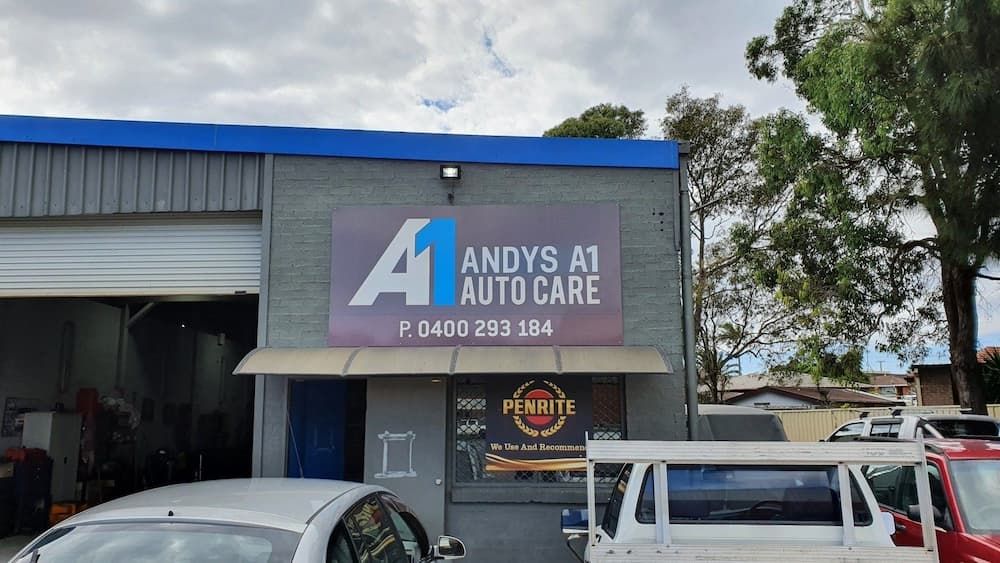 A1
ANDYS A1
AUTO CARE
P. 0400 293 184
PENRITE
We Use And Recommend